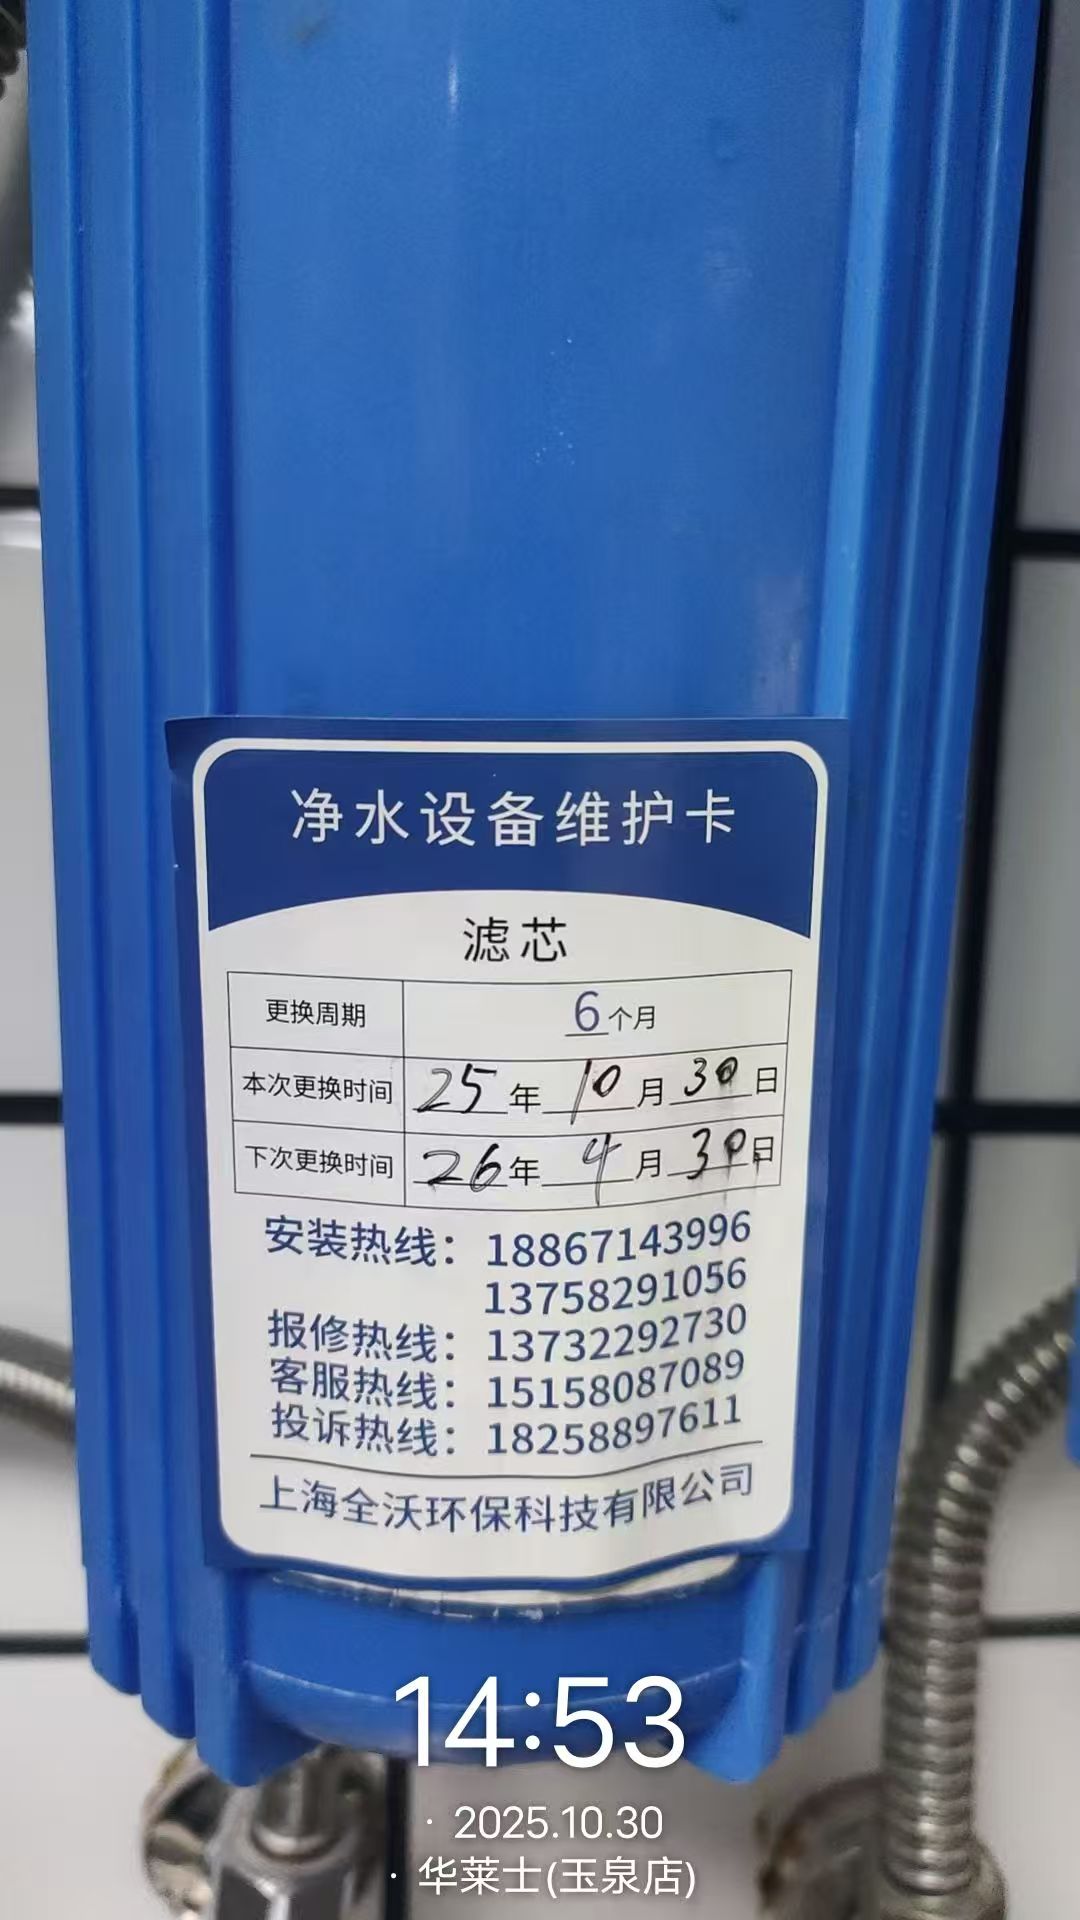 净水设备维护卡
滤芯
更换周期 6个月
本次更换时间 25年10月30日
下次更换时间 26年4月30日
安装热线：18867143996
13758291056
报修热线：13732292730
客服热线：15158087089
投诉热线：18258897611
上海全沃环保科技有限公司
14:53
· 2025.10.30
· 华莱士(玉泉店)